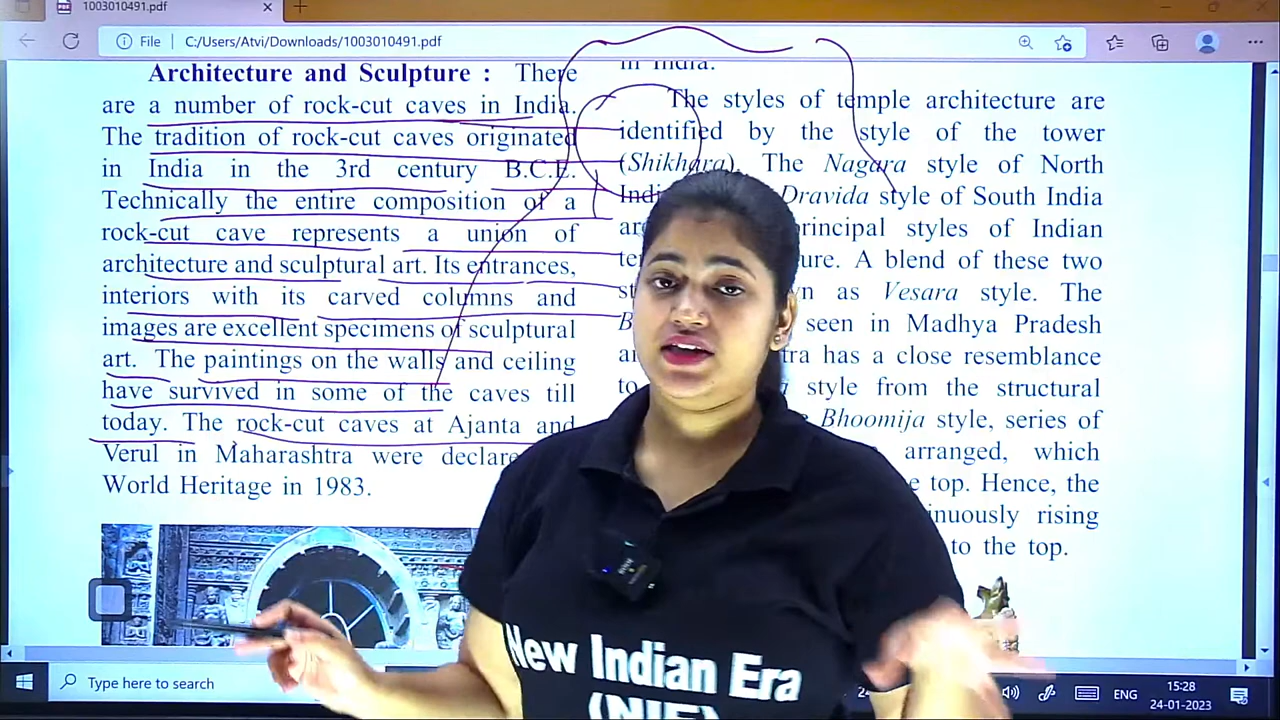 1003010491.pdf
File
C:/Users/Atvi/Downloads/1003010491.pdf
Architecture and Sculpture : There
are a number of rock-cut caves in India.
The tradition of rock-cut caves originated
in India in the 3rd century B.C.E.
Technically the entire composition of a
rock-cut cave represents a union of
architecture and sculptural art. Its entrances,
interiors with its carved columns and
images are excellent specimens of sculptural
art. The paintings on the walls and ceiling
have survived in some of the caves till
today. The rock-cut caves at Ajanta and
Verul in Maharashtra were
World Heritage in 1983.
in India.
The styles of temple architecture are
identified by the style of the tower
(Shikhara). The Nagara style of North
Dravida style of South India
principal styles of Indian
A blend of these two
as Vesara style. The
seen in Madhya Pradesh
has a close resemblance
to style from the structural
Bhoomija style, series of
arranged, which
top. Hence, the
rising
to the top.
New Indian Era
(NIE)
Type here to search
ENG
15:28
24-01-2023